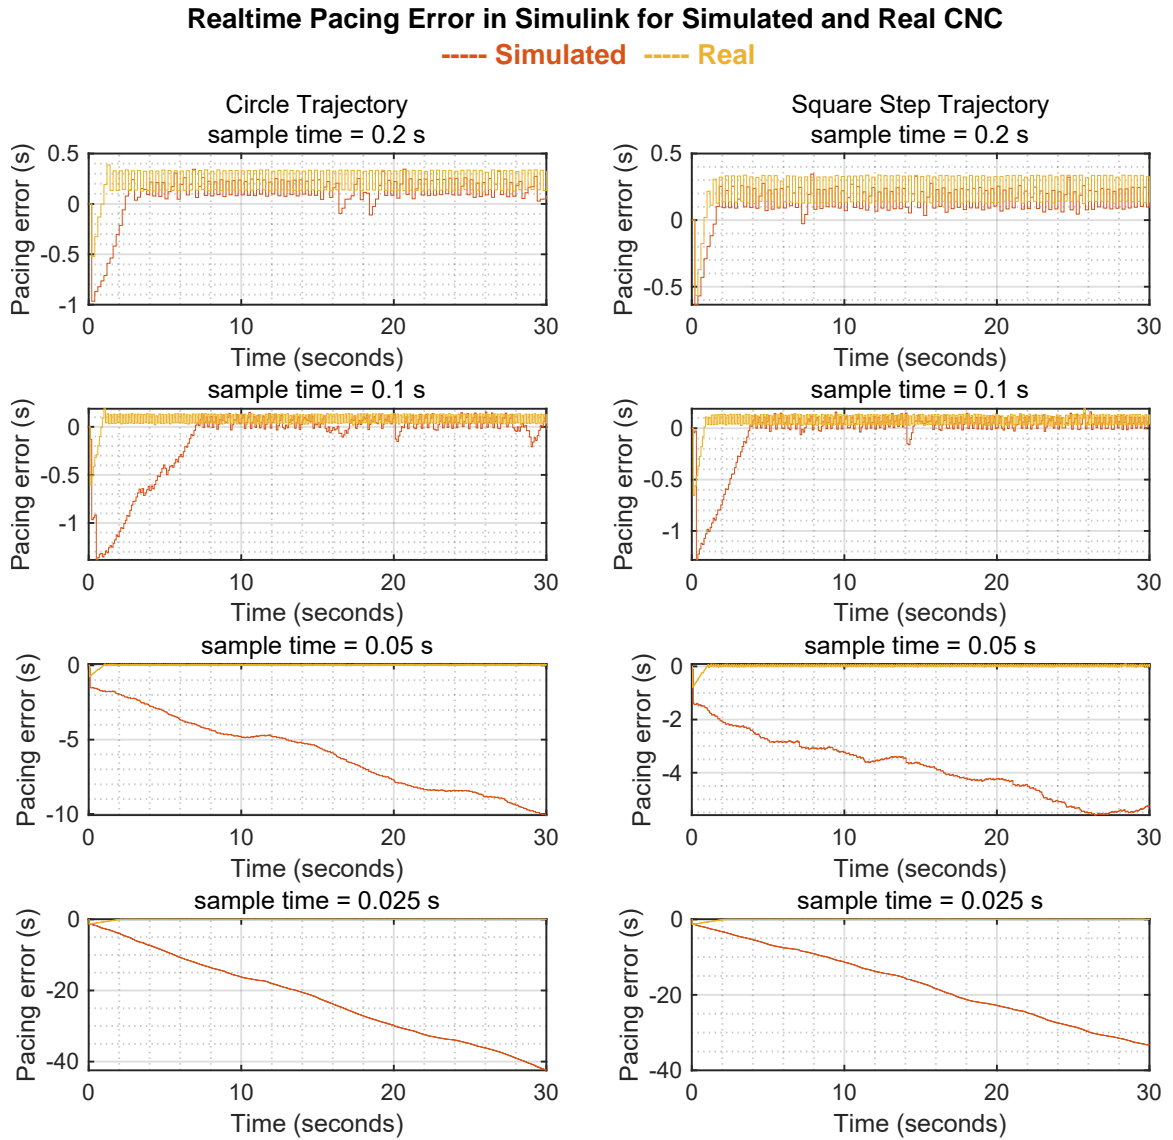 Realtime Pacing Error in Simulink for Simulated and Real CNC
----- Simulated ----- Real
Circle Trajectory
sample time = 0.2 s
Pacing error (s)
0.5
0
-0.5
-1
0 10 20 30
Time (seconds)
Square Step Trajectory
sample time = 0.2 s
Pacing error (s)
0.5
0
-0.5
0 10 20 30
Time (seconds)
sample time = 0.1 s
Pacing error (s)
0
-0.5
-1
0 10 20 30
Time (seconds)
sample time = 0.1 s
Pacing error (s)
0
-0.5
-1
0 10 20 30
Time (seconds)
sample time = 0.05 s
Pacing error (s)
0
-5
-10
0 10 20 30
Time (seconds)
sample time = 0.05 s
Pacing error (s)
0
-2
-4
0 10 20 30
Time (seconds)
sample time = 0.025 s
Pacing error (s)
0
-20
-40
0 10 20 30
Time (seconds)
sample time = 0.025 s
Pacing error (s)
0
-20
-40
0 10 20 30
Time (seconds)